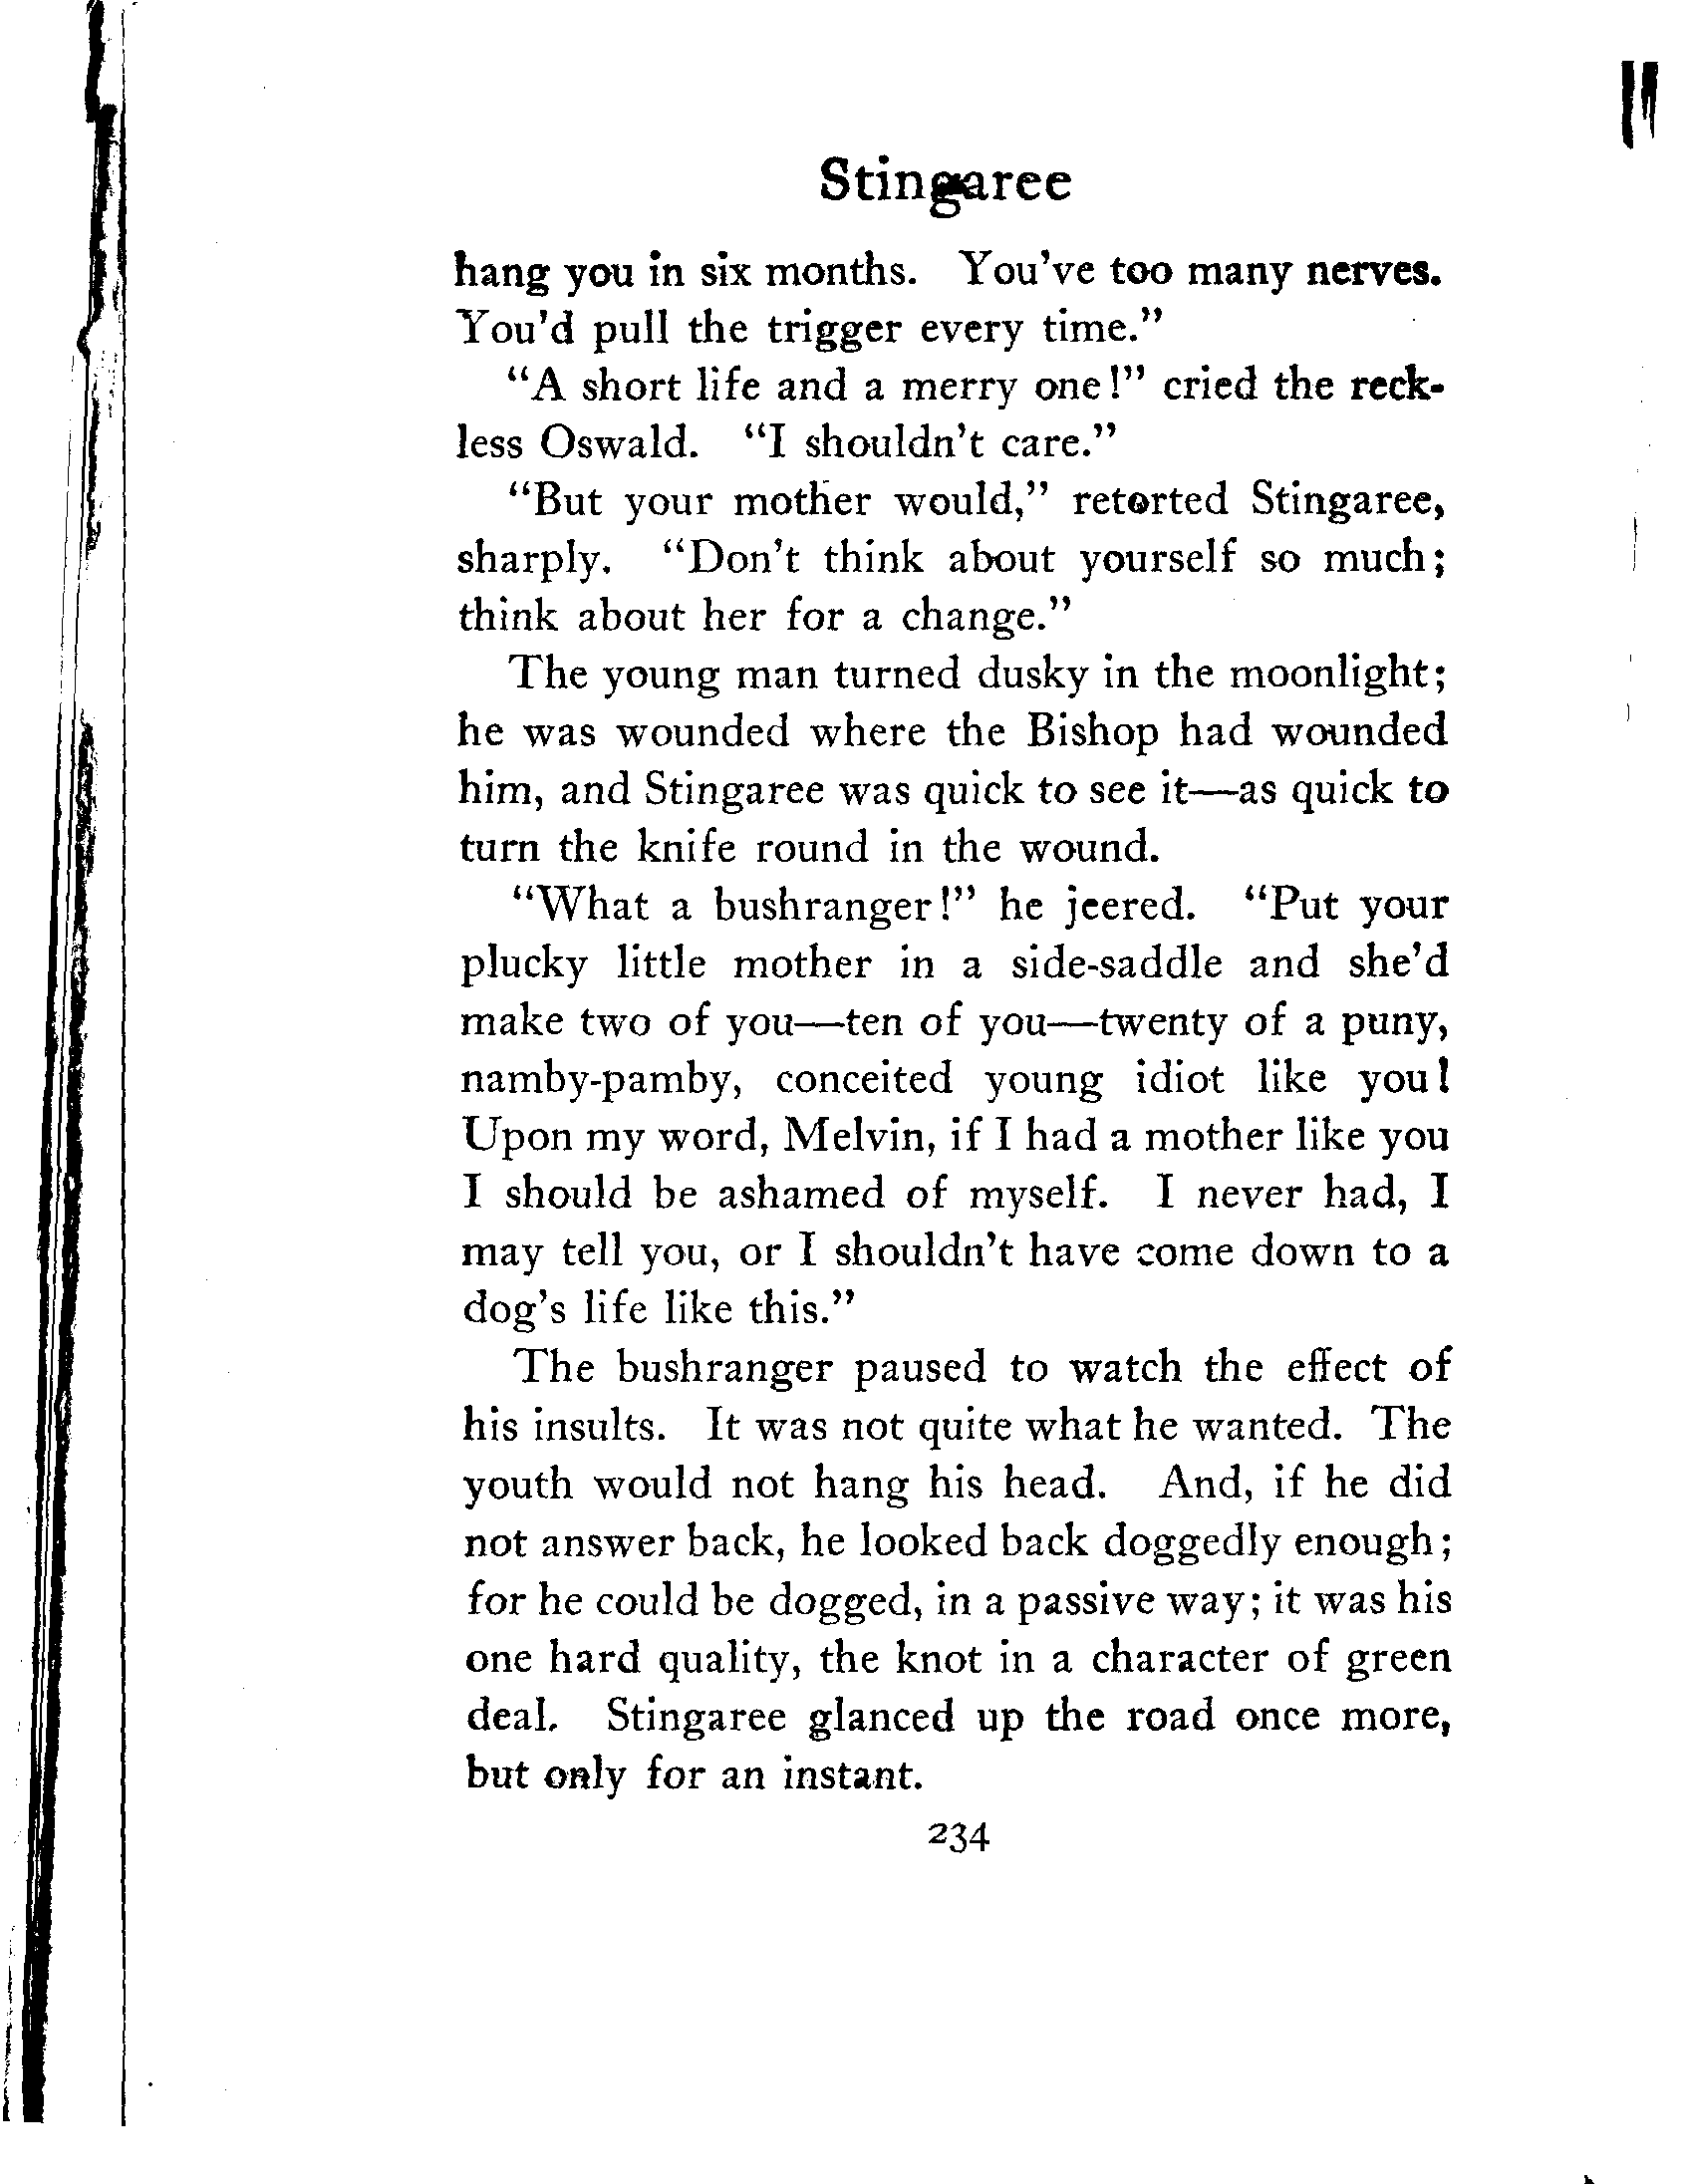 Stingaree
hang you in six months. You've too many nerves.
You'd pull the trigger every time."
"A short life and a merry one!" cried the reck-
less Oswald. "I shouldn't care."
"But your mother would," retorted Stingaree,
sharply. "Don't think about yourself so much;
think about her for a change."
The young man turned dusky in the moonlight;
he was wounded where the Bishop had wounded
him, and Stingaree was quick to see it—as quick to
turn the knife round in the wound.
"What a bushranger!" he jeered. "Put your
plucky little mother in a side-saddle and she'd
make two of you—ten of you—twenty of a puny,
namby-pamby, conceited young idiot like you!
Upon my word, Melvin, if I had a mother like you
I should be ashamed of myself. I never had, I
may tell you, or I shouldn't have come down to a
dog's life like this."
The bushranger paused to watch the effect of
his insults. It was not quite what he wanted. The
youth would not hang his head. And, if he did
not answer back, he looked back doggedly enough;
for he could be dogged, in a passive way; it was his
one hard quality, the knot in a character of green
deal. Stingaree glanced up the road once more,
but only for an instant.
234